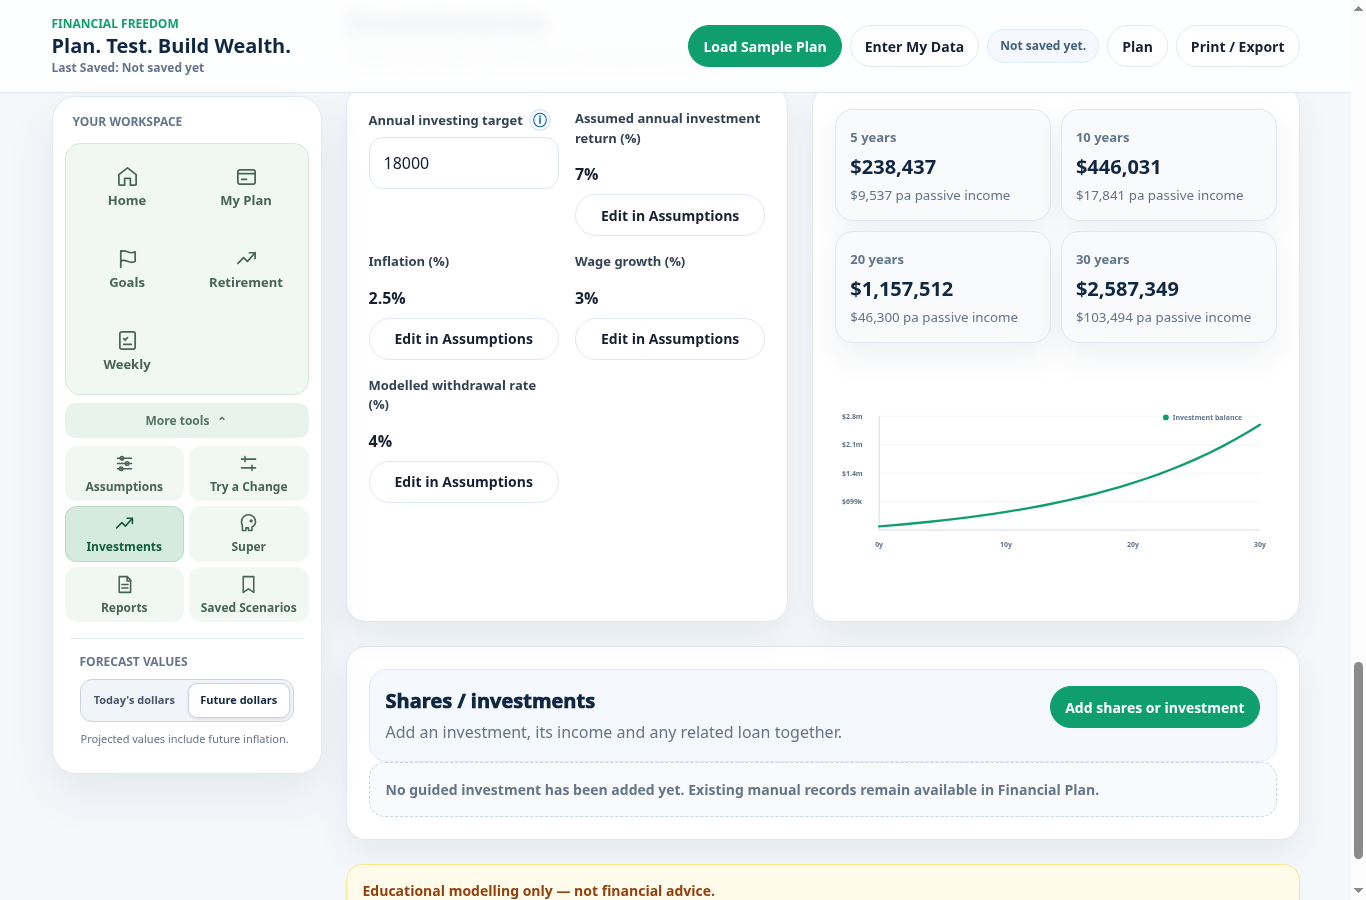 FINANCIAL FREEDOM
Plan. Test. Build Wealth.
Last Saved: Not saved yet
Load Sample Plan
Enter My Data
Not saved yet.
Plan
Print / Export
YOUR WORKSPACE
Home
My Plan
Goals
Retirement
Weekly
More tools
Assumptions
Try a Change
Investments
Super
Reports
Saved Scenarios
FORECAST VALUES
Today's dollars
Future dollars
Projected values include future inflation.
Annual investing target
18000
Assumed annual investment
return (%)
7%
Edit in Assumptions
Inflation (%)
2.5%
Edit in Assumptions
Wage growth (%)
3%
Edit in Assumptions
Modelled withdrawal rate
(%)
4%
Edit in Assumptions
5 years
$238,437
$9,537 pa passive income
10 years
$446,031
$17,841 pa passive income
20 years
$1,157,512
$46,300 pa passive income
30 years
$2,587,349
$103,494 pa passive income
Investment balance
$2.8m
$2.1m
$1.4m
$699k
0y
10y
20y
30y
Shares / investments
Add an investment, its income and any related loan together.
Add shares or investment
No guided investment has been added yet. Existing manual records remain available in Financial Plan.
Educational modelling only — not financial advice.